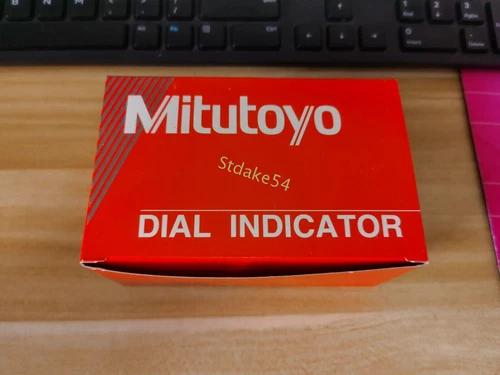 Mitutoyo
Stdake54
DIAL INDICATOR